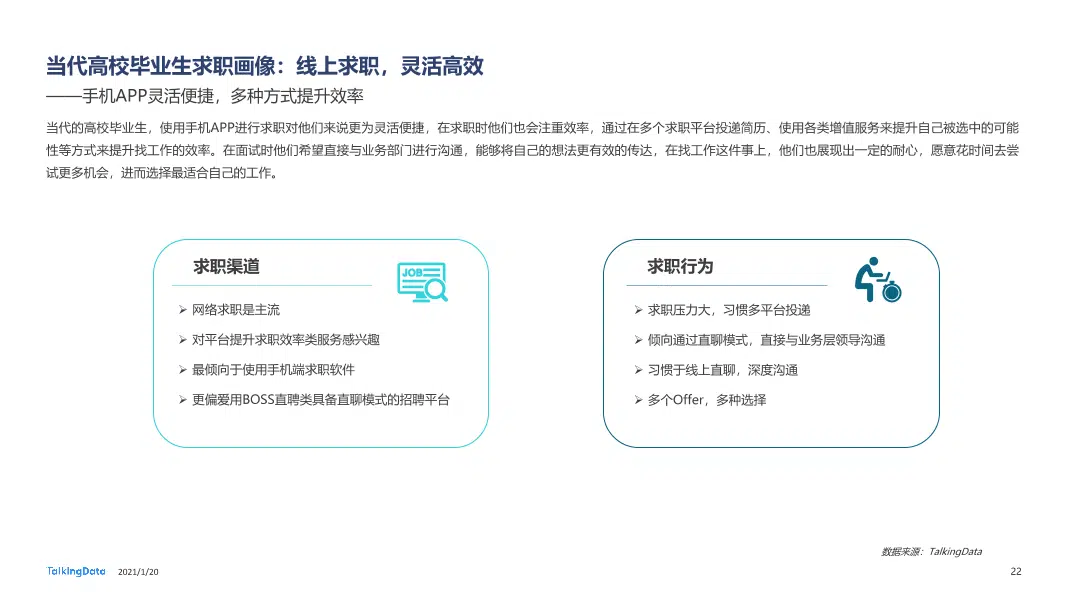 当代高校毕业生求职画像：线上求职，灵活高效
——手机APP灵活便捷，多种方式提升效率
当代的高校毕业生，使用手机APP进行求职对他们来说更为灵活便捷，在求职时他们也会注重效率，通过在多个求职平台投递简历、使用各类增值服务来提升自己被选中的可能
性等方式来提升找工作的效率。在面试时他们希望直接与业务部门进行沟通，能够将自己的想法更有效的传达，在找工作这件事上，他们也展现出一定的耐心，愿意花时间去尝
试更多机会，进而选择最适合自己的工作。
求职渠道
JOB
➢ 网络求职是主流
➢ 对平台提升求职效率类服务感兴趣
➢ 最倾向于使用手机端求职软件
➢ 更偏爱用BOSS直聘类具备直聊模式的招聘平台
求职行为
➢ 求职压力大，习惯多平台投递
➢ 倾向通过直聊模式，直接与业务层领导沟通
➢ 习惯于线上直聊，深度沟通
➢ 多个Offer，多种选择
数据来源：TalkingData
TalkingData 2021/1/20
22